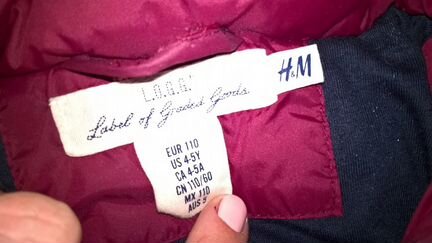 L.O.G.G.
H&M
Label of Graded Goods
EUR 110
US 4-5Y
CA 4-5A
CN 110/60
MX 110
AUS 5